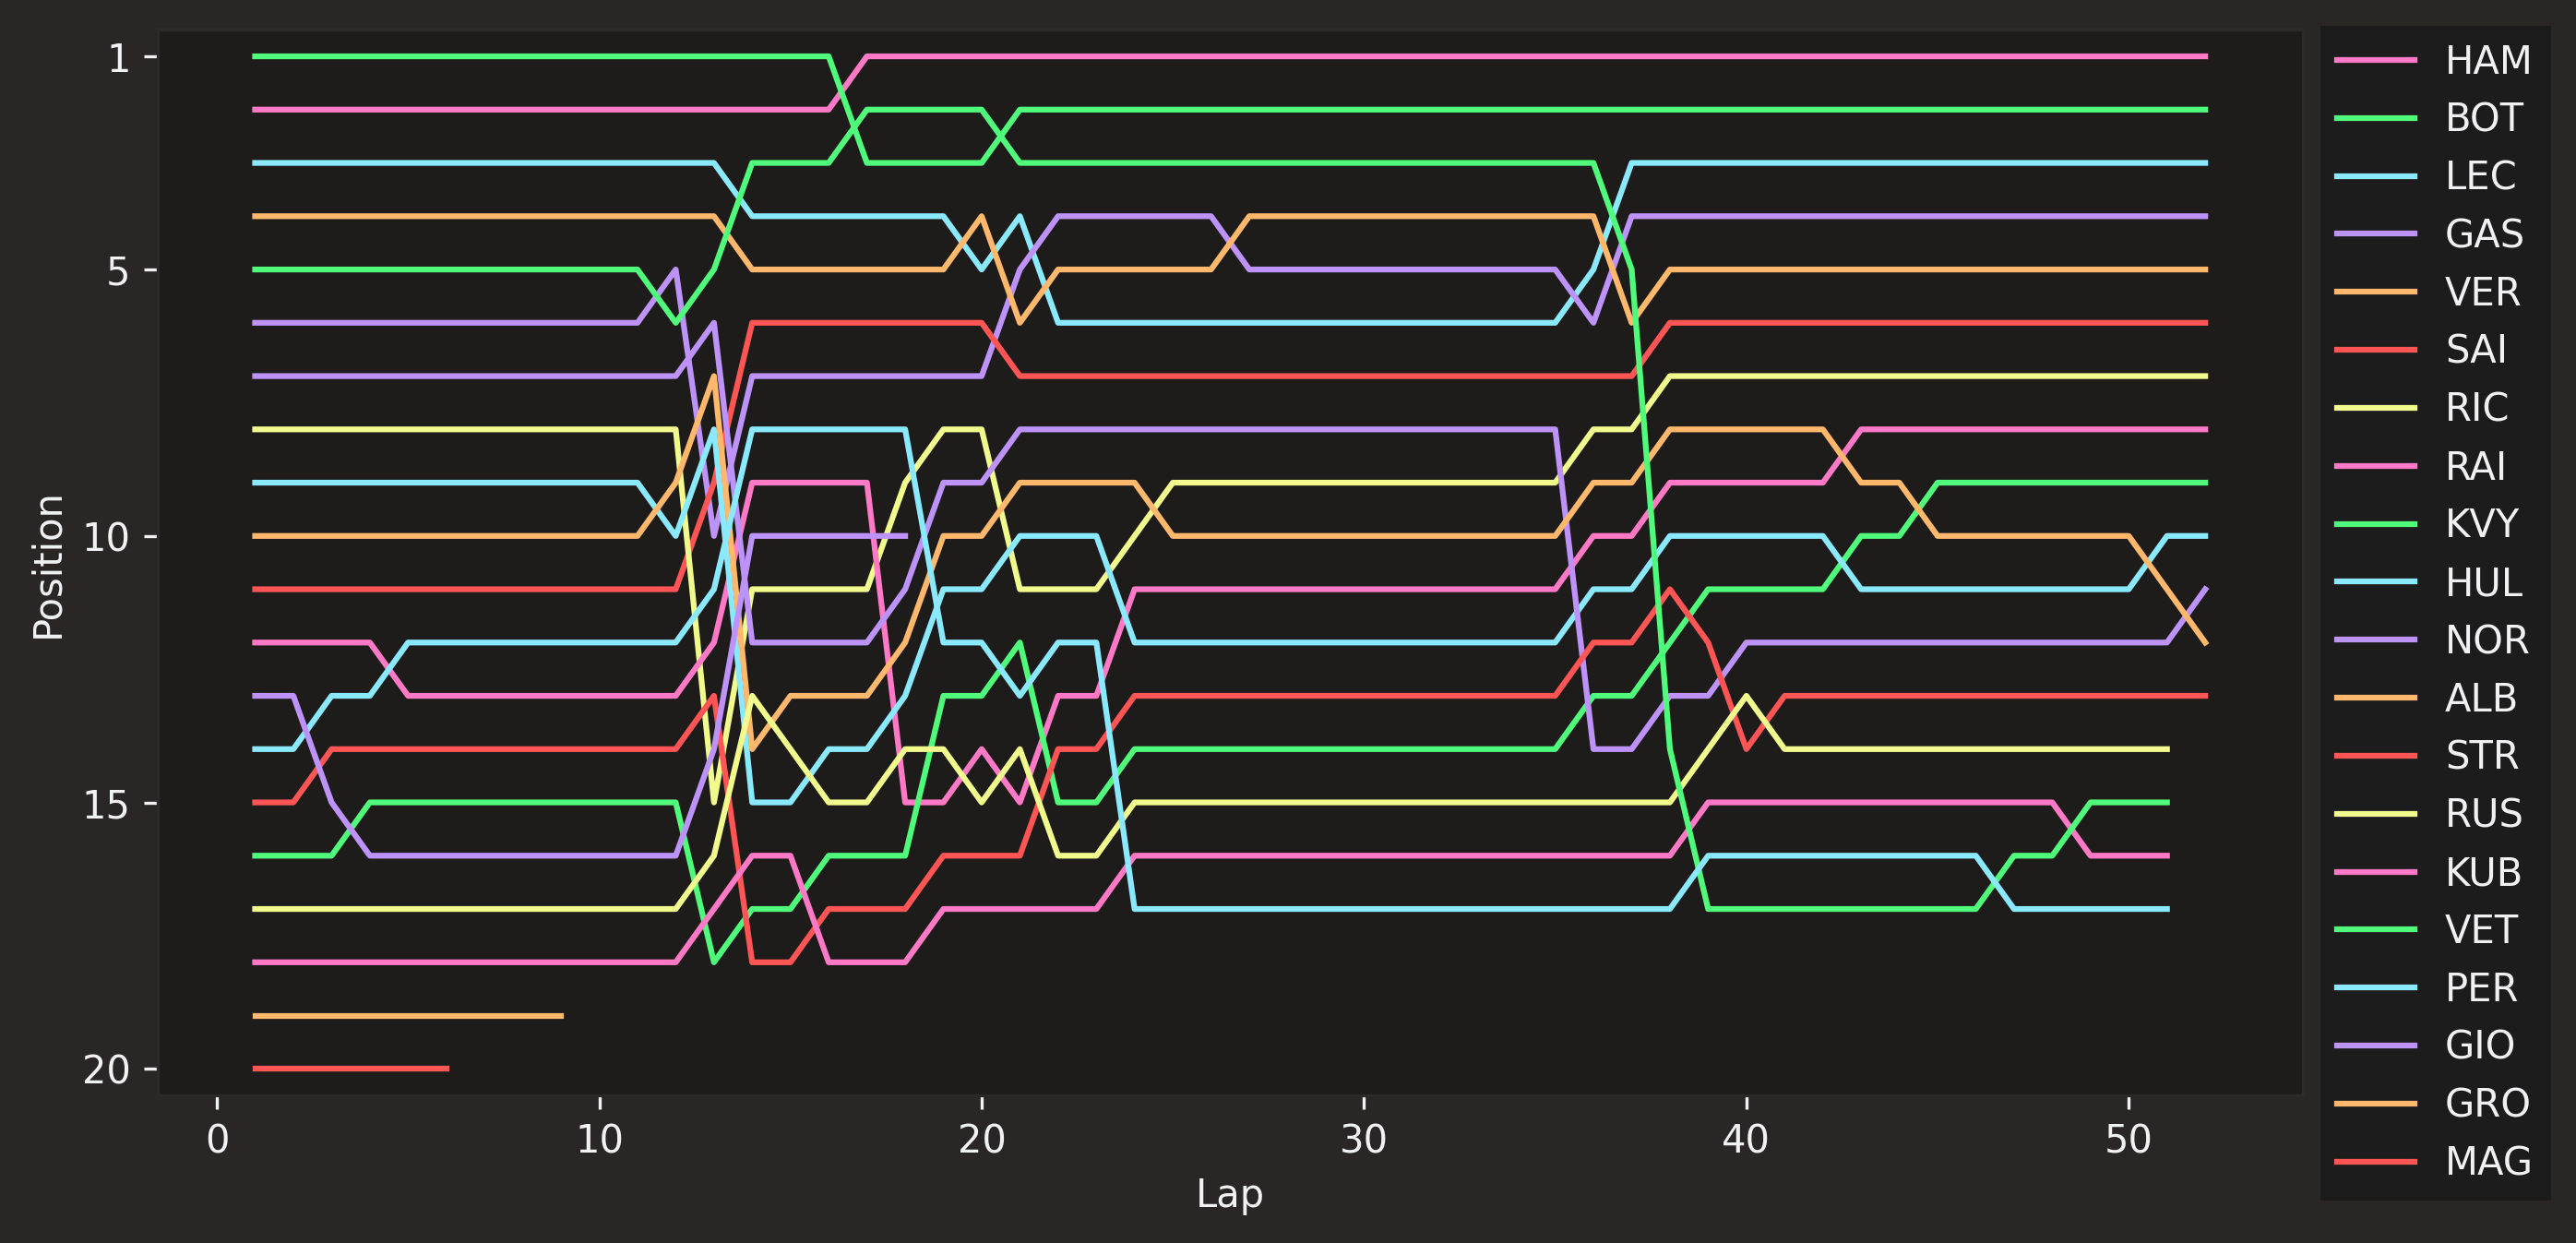 1
5
10
15
20
Position
0 10 20 30 40 50
Lap
HAM
BOT
LEC
GAS
VER
SAI
RIC
RAI
KVY
HUL
NOR
ALB
STR
RUS
KUB
VET
PER
GIO
GRO
MAG